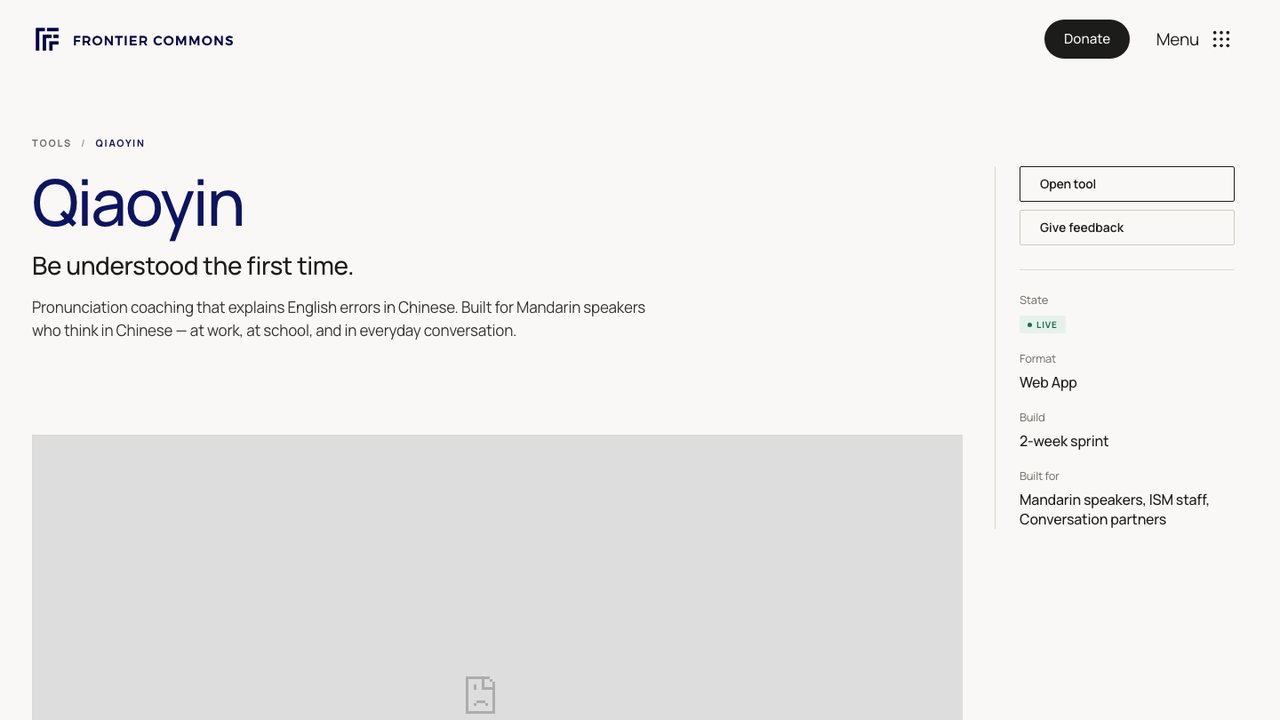 FRONTIER COMMONS
Donate
Menu
TOOLS / QIAOYIN
Qiaoyin
Be understood the first time.
Pronunciation coaching that explains English errors in Chinese. Built for Mandarin speakers
who think in Chinese — at work, at school, and in everyday conversation.
Open tool
Give feedback
State
LIVE
Format
Web App
Build
2-week sprint
Built for
Mandarin speakers, ISM staff,
Conversation partners